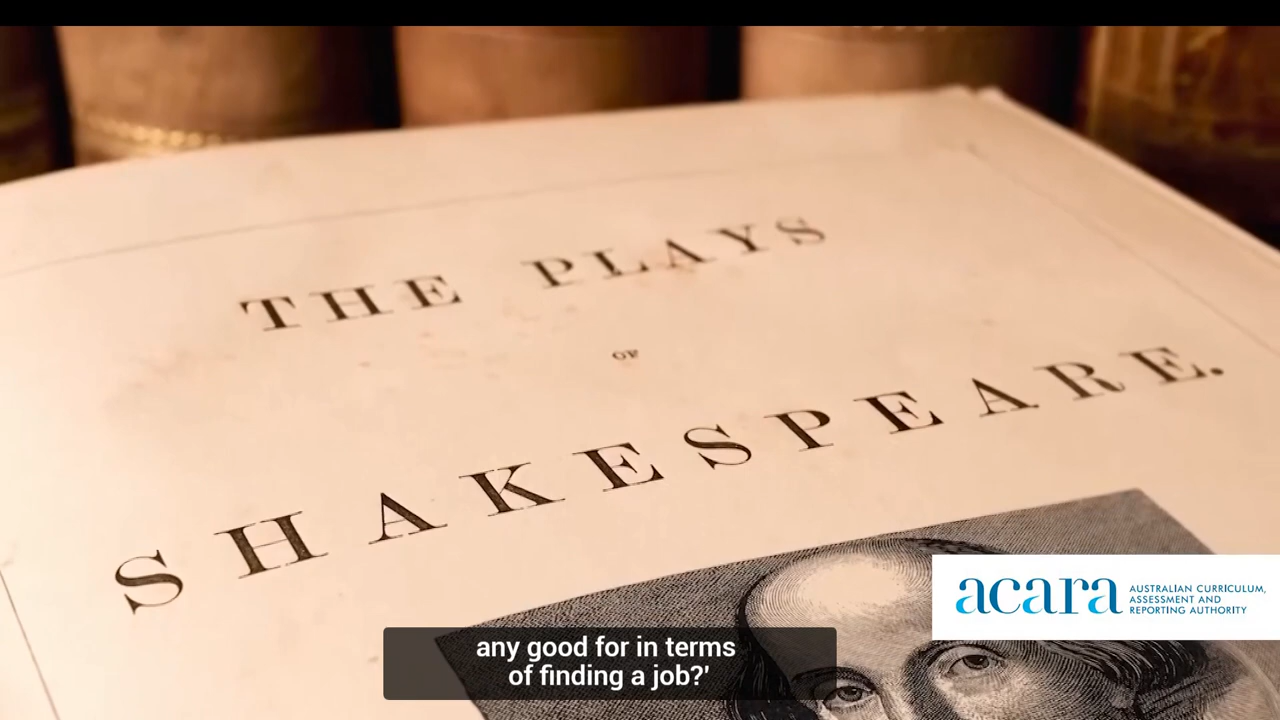 THE PLAYS
OF
SHAKESPEARE.
acara
AUSTRALIAN CURRICULUM,
ASSESSMENT AND
REPORTING AUTHORITY
any good for in terms
of finding a job?'